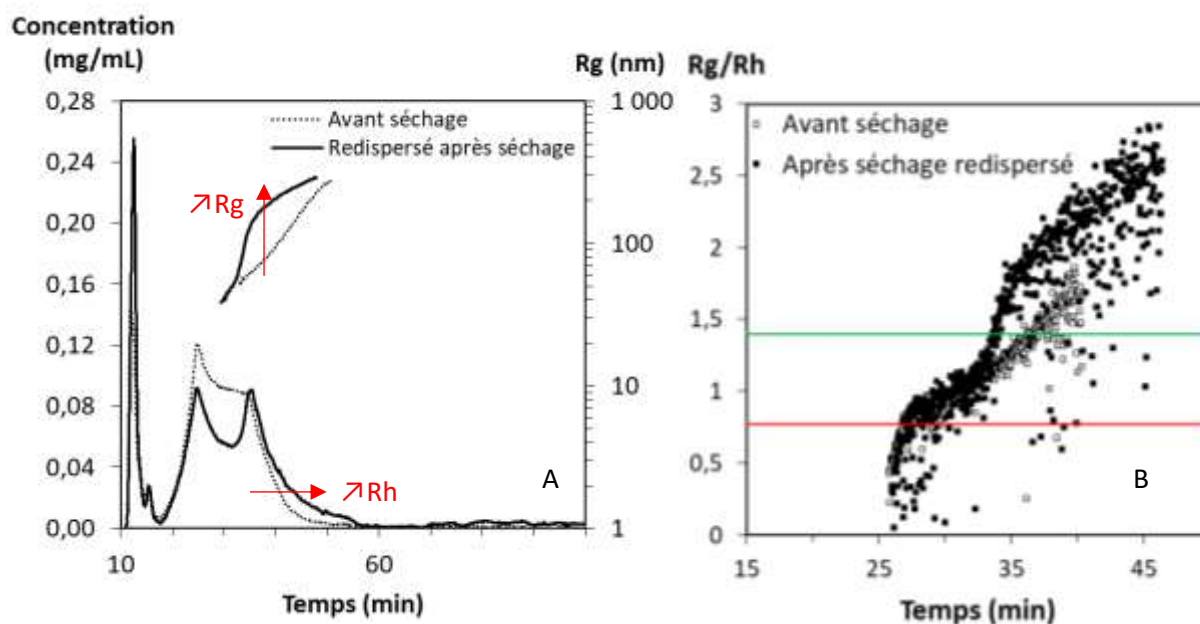 Concentration
(mg/mL)
Rg (nm)
0,28
0,24
0,20
0,16
0,12
0,08
0,04
0,00
1 000
100
10
1
Avant séchage
Redispersé après séchage
↗Rg
↗Rh
A
10
60
Temps (min)
Rg/Rh
3
2,5
2
1,5
1
0,5
0
Avant séchage
Après séchage redispersé
B
15
25
35
45
Temps (min)